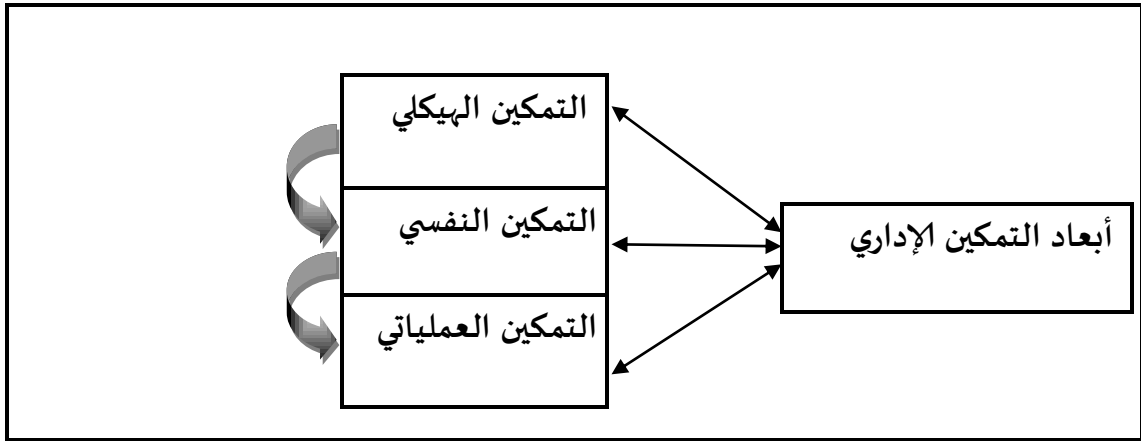 التمكين الهيكلي
التمكين النفسي
أبعاد التمكين الإداري
التمكين العملياتي